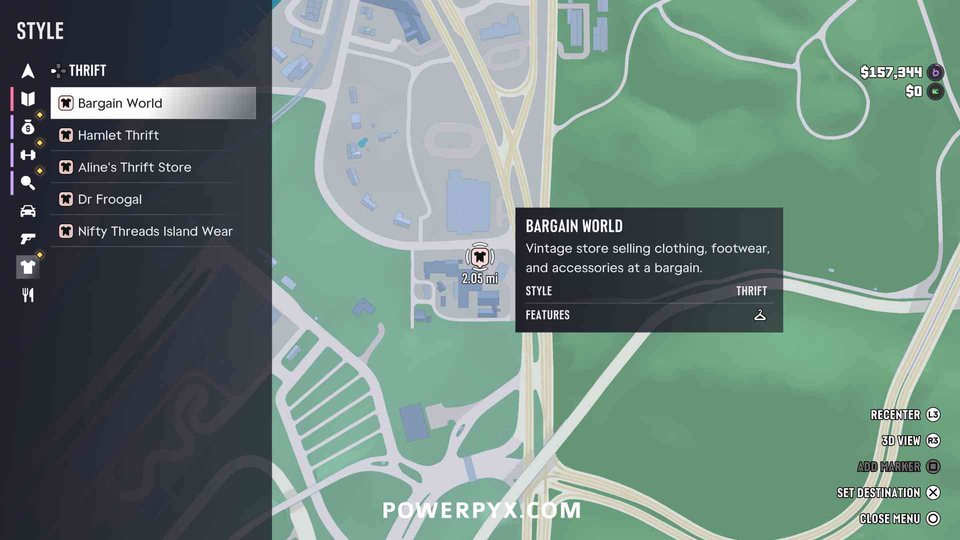 STYLE
THRIFT
Bargain World
Hamlet Thrift
Aline's Thrift Store
Dr Froogal
Nifty Threads Island Wear
$157,344
$0
2.05 mi
BARGAIN WORLD
Vintage store selling clothing, footwear,
and accessories at a bargain.
STYLE THRIFT
FEATURES
RECENTER L3
3D VIEW R3
ADD MARKER
SET DESTINATION
CLOSE MENU
POWERPYX.COM